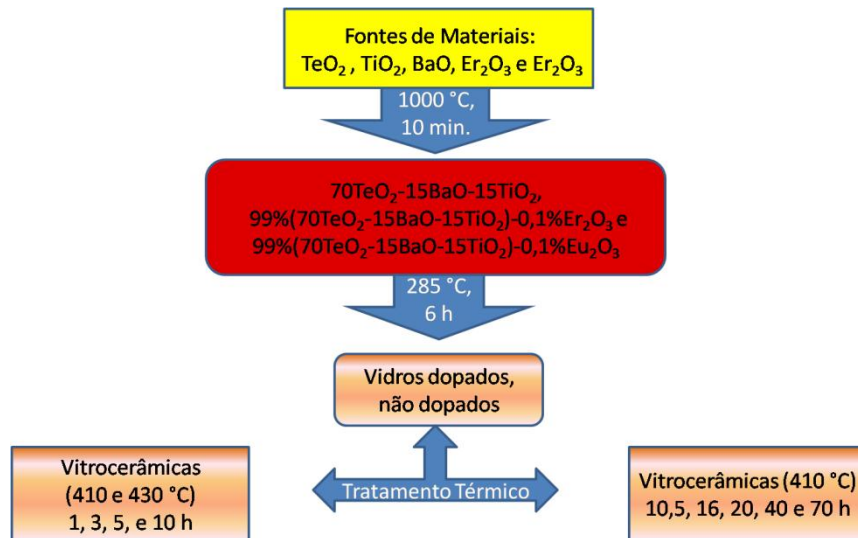 Fontes de Materiais:
TeO₂ , TiO₂, BaO, Er₂O₃ e Er₂O₃
1000 °C,
10 min.
70TeO₂-15BaO-15TiO₂,
99%(70TeO₂-15BaO-15TiO₂)-0,1%Er₂O₃ e
99%(70TeO₂-15BaO-15TiO₂)-0,1%Eu₂O₃
285 °C,
6 h
Vidros dopados,
não dopados
Tratamento Térmico
Vitrocerâmicas
(410 e 430 °C)
1, 3, 5, e 10 h
Vitrocerâmicas (410 °C)
10,5, 16, 20, 40 e 70 h